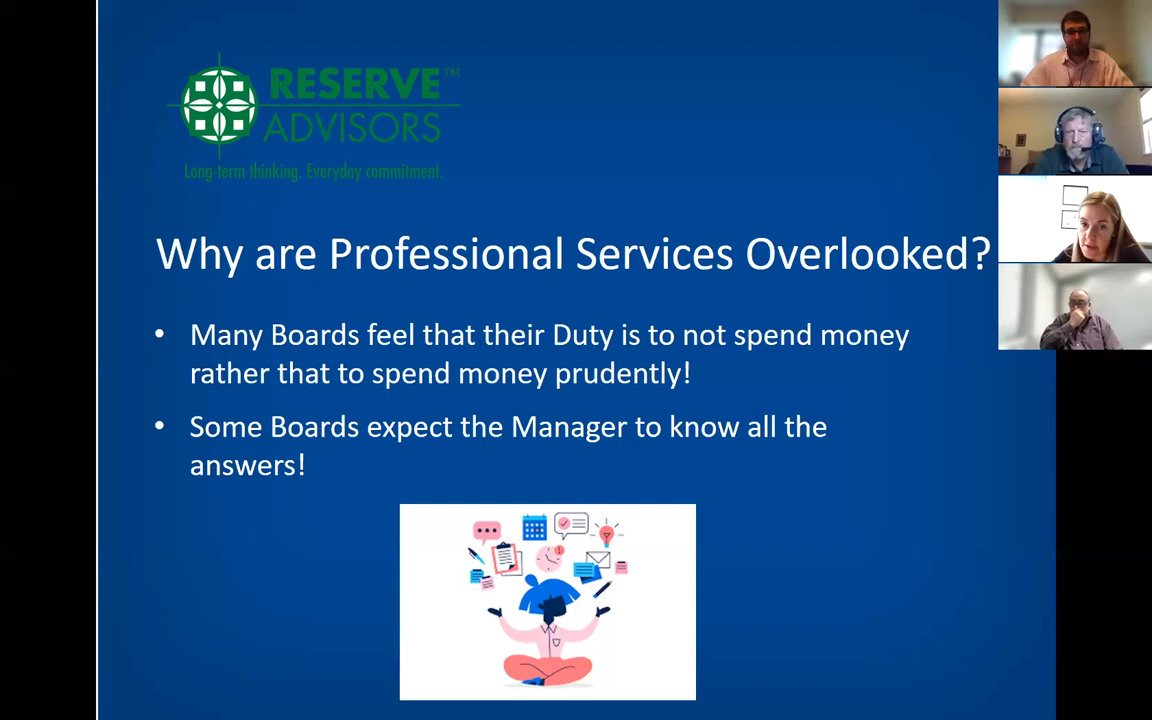 RESERVE™
ADVISORS
Long-term thinking. Everyday commitment.
Why are Professional Services Overlooked?
• Many Boards feel that their Duty is to not spend money
rather that to spend money prudently!
• Some Boards expect the Manager to know all the
answers!